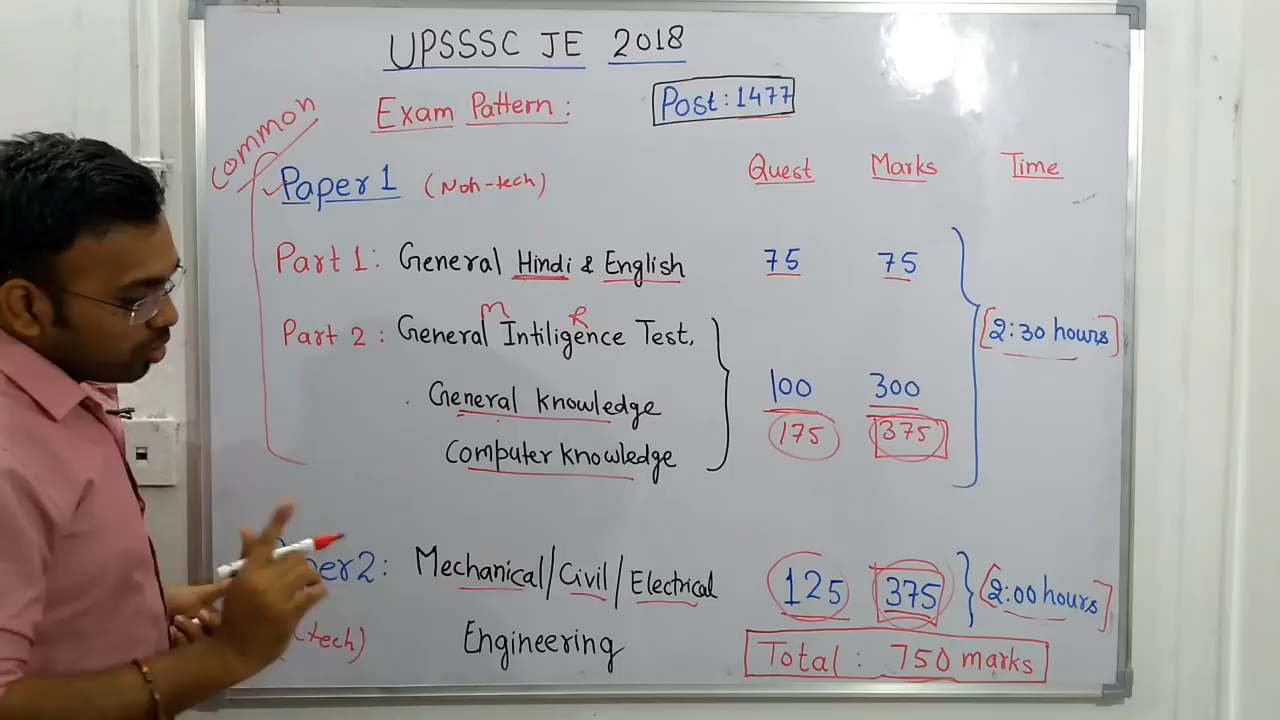 UPSSSC JE 2018
Exam Pattern :
Post : 1477
common
Paper 1 (Non-tech) Quest Marks Time
Part 1 : General Hindi & English 75 75
M R
Part 2 : General Intiligence Test, [2:30 hours]
General knowledge 100 300
Computer knowledge 175 375
Paper2 : Mechanical/Civil/Electrical 125 375 [2:00 hours]
(tech) Engineering
Total : 750 marks